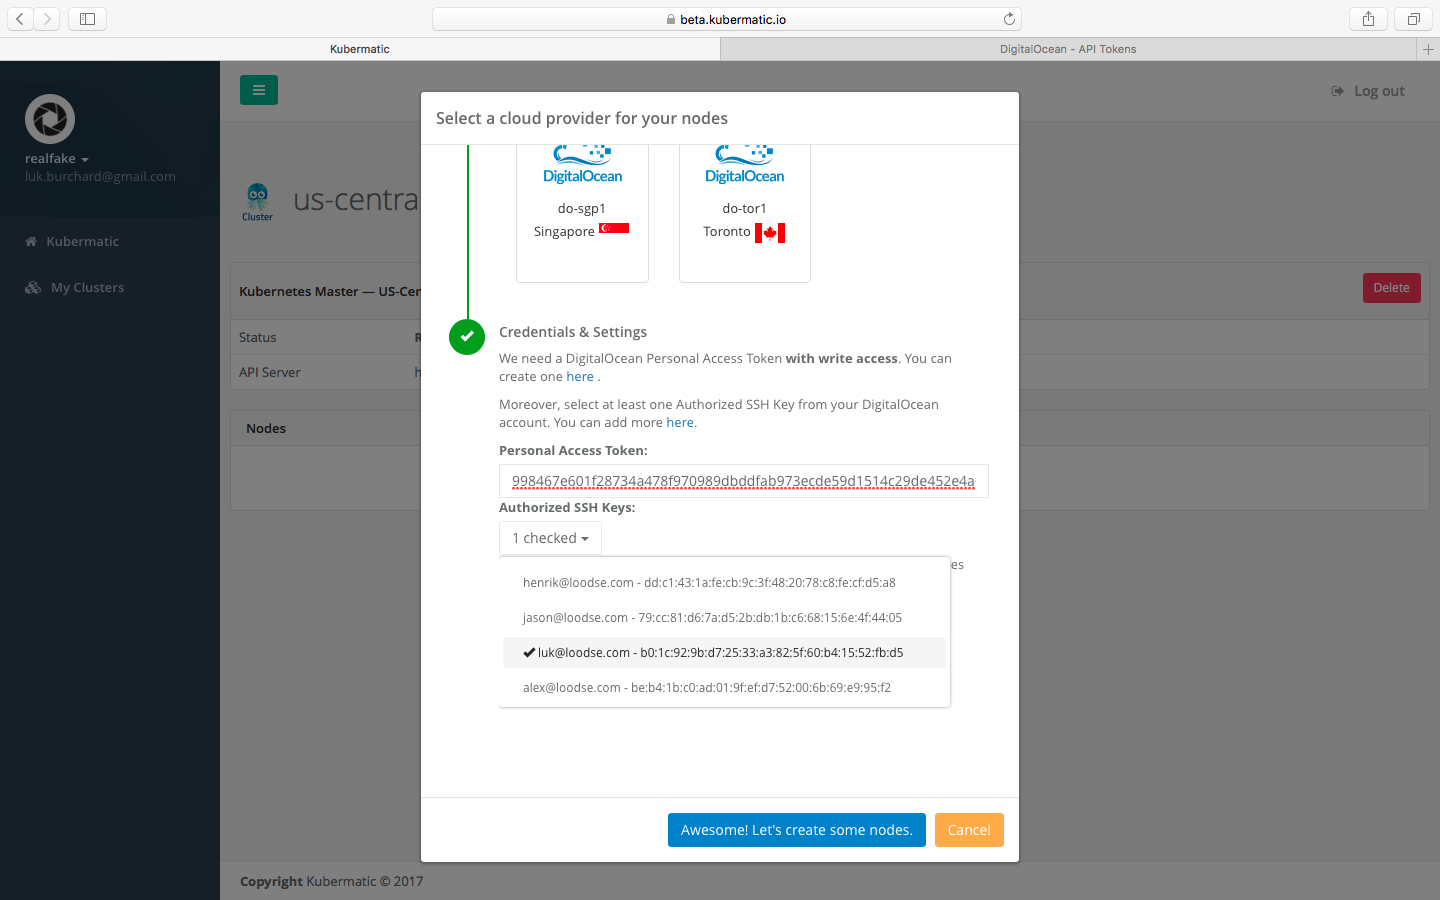 beta.kubermatic.io
Kubermatic
DigitalOcean - API Tokens
realfake
luk.burchard@gmail.com
Kubermatic
My Clusters
Log out
Cluster
us-centra
Kubernetes Master — US-Cen
Delete
Status
R
API Server
h
Nodes
Copyright Kubermatic © 2017
Select a cloud provider for your nodes
DigitalOcean
do-sgp1
Singapore
DigitalOcean
do-tor1
Toronto
Credentials & Settings
We need a DigitalOcean Personal Access Token with write access. You can
create one here .
Moreover, select at least one Authorized SSH Key from your DigitalOcean
account. You can add more here.
Personal Access Token:
998467e601f28734a478f970989dbddfab973ecde59d1514c29de452e4a
Authorized SSH Keys:
1 checked
es
henrik@loodse.com - dd:c1:43:1a:fe:cb:9c:3f:48:20:78:c8:fe:cf:d5:a8
jason@loodse.com - 79:cc:81:d6:7a:d5:2b:db:1b:c6:68:15:6e:4f:44:05
luk@loodse.com - b0:1c:92:9b:d7:25:33:a3:82:5f:60:b4:15:52:fb:d5
alex@loodse.com - be:b4:1b:c0:ad:01:9f:ef:d7:52:00:6b:69:e9:95:f2
Awesome! Let's create some nodes.
Cancel